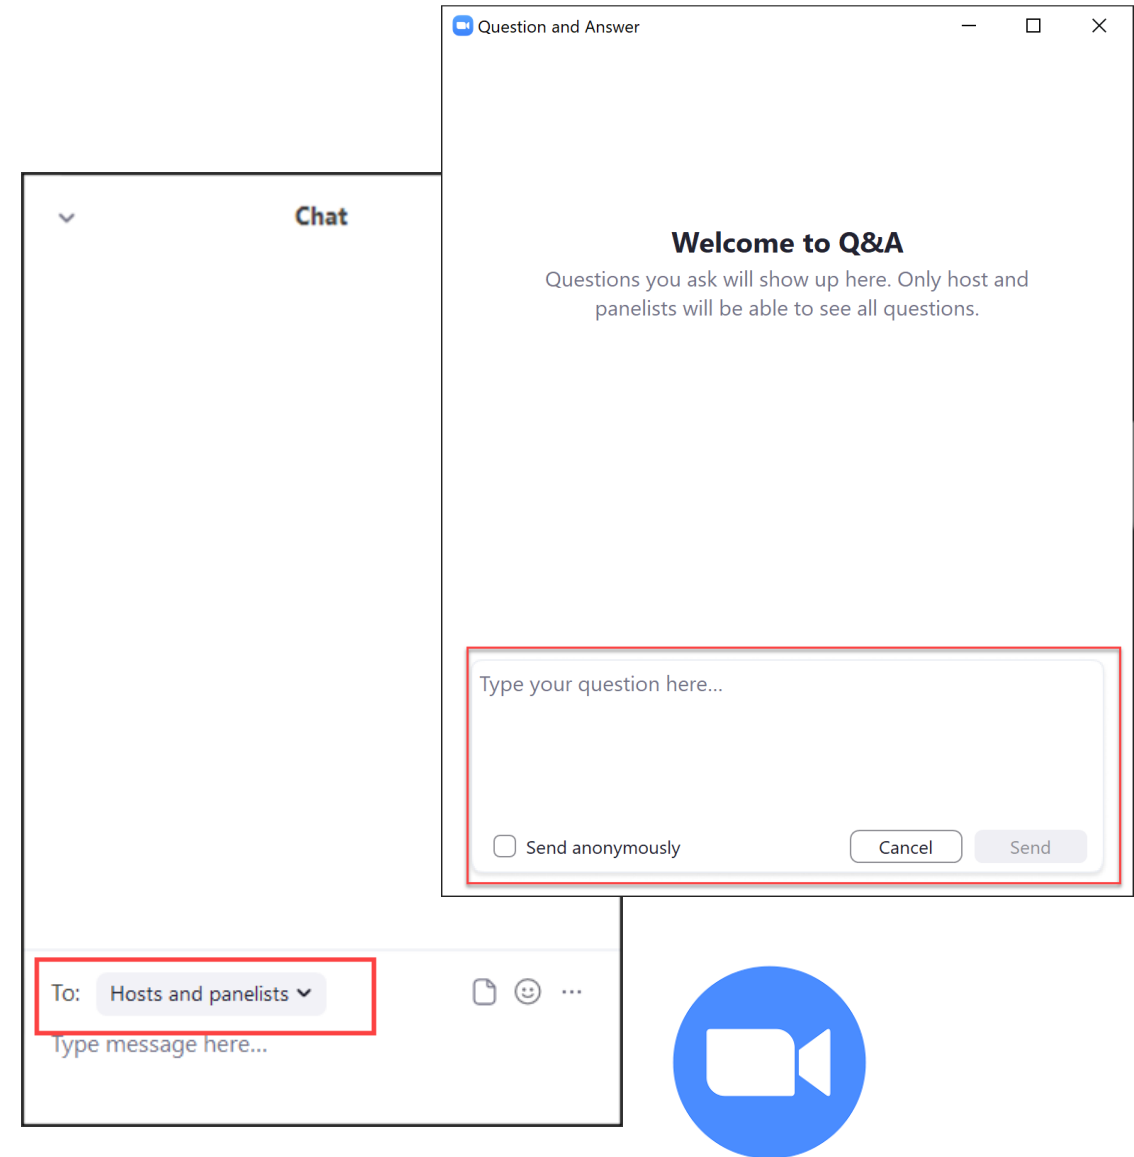 Question and Answer
Chat
Welcome to Q&A
Questions you ask will show up here. Only host and
panelists will be able to see all questions.
Type your question here...
Send anonymously
Cancel
Send
To:
Hosts and panelists
Type message here...